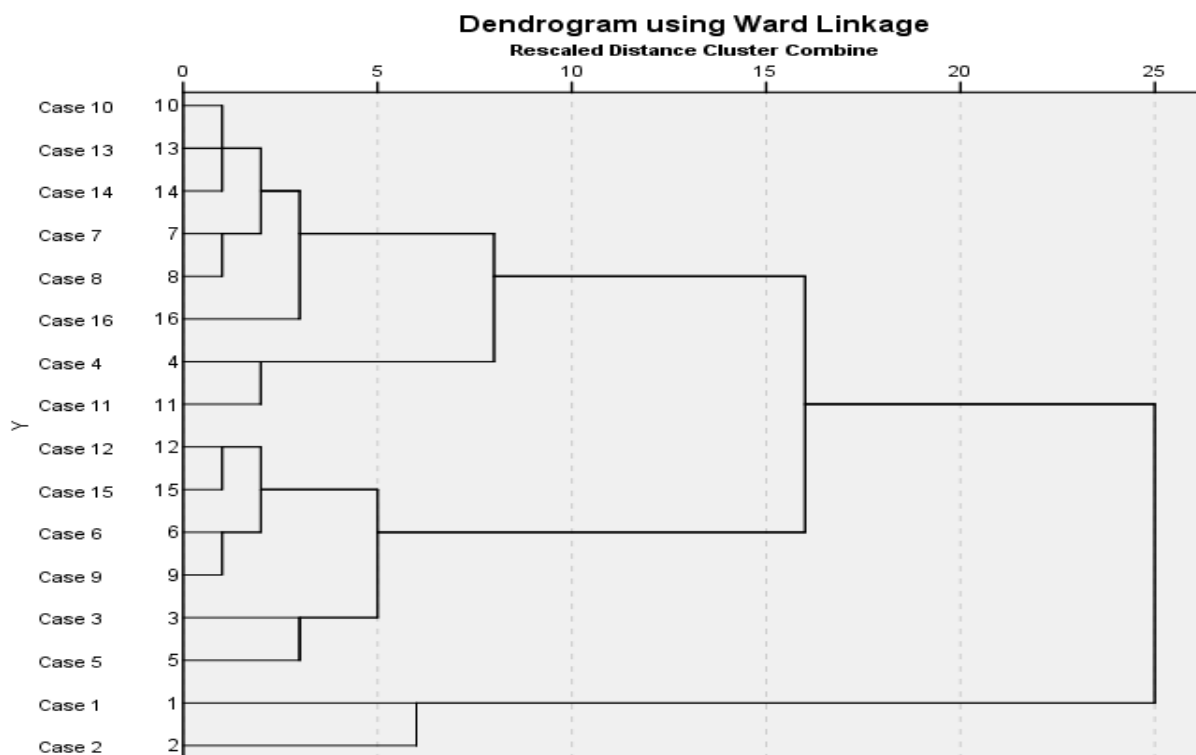 Dendrogram using Ward Linkage
Rescaled Distance Cluster Combine
0 5 10 15 20 25
Case 10 10
Case 13 13
Case 14 14
Case 7 7
Case 8 8
Case 16 16
Case 4 4
Case 11 11
Y
Case 12 12
Case 15 15
Case 6 6
Case 9 9
Case 3 3
Case 5 5
Case 1 1
Case 2 2